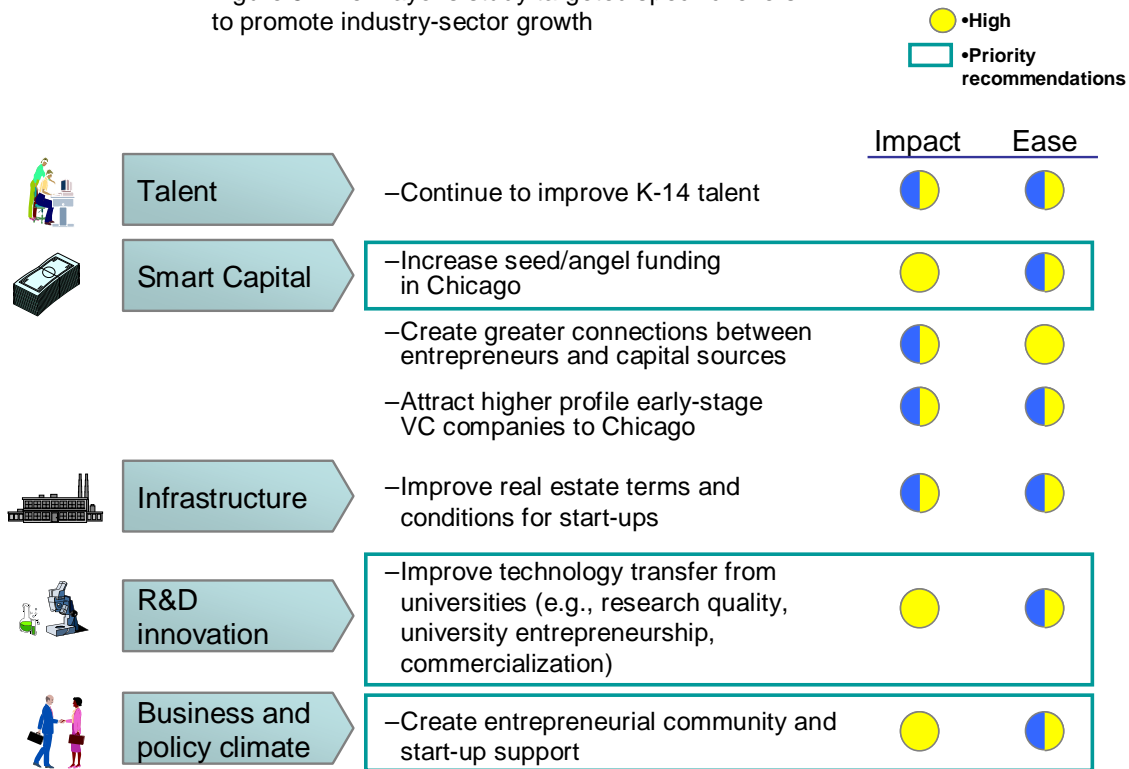 to promote industry-sector growth
•High
•Priority
recommendations
Impact Ease
Talent
–Continue to improve K-14 talent
Smart Capital
–Increase seed/angel funding
in Chicago
–Create greater connections between
entrepreneurs and capital sources
–Attract higher profile early-stage
VC companies to Chicago
Infrastructure
–Improve real estate terms and
conditions for start-ups
R&D
innovation
–Improve technology transfer from
universities (e.g., research quality,
university entrepreneurship,
commercialization)
Business and
policy climate
–Create entrepreneurial community and
start-up support